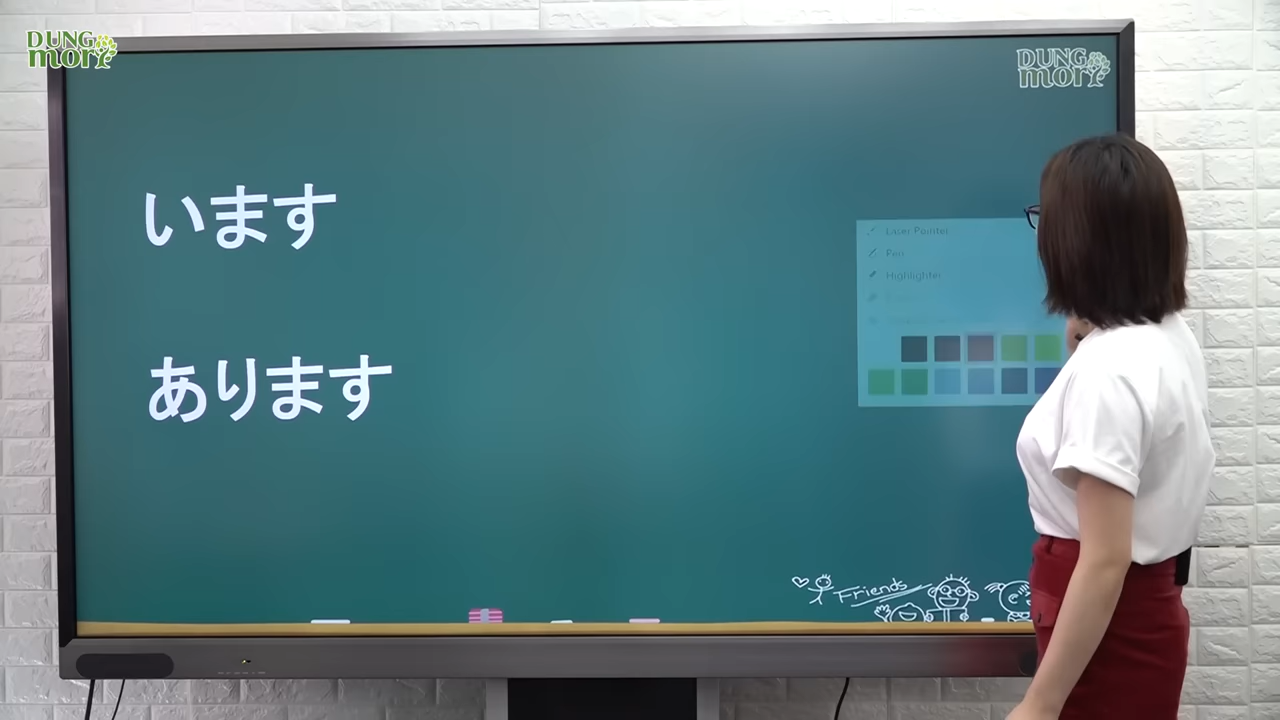 DUNG
mori
DUNG
mori
います
Laser Pointer
Pen
Highlighter
あります
Friends